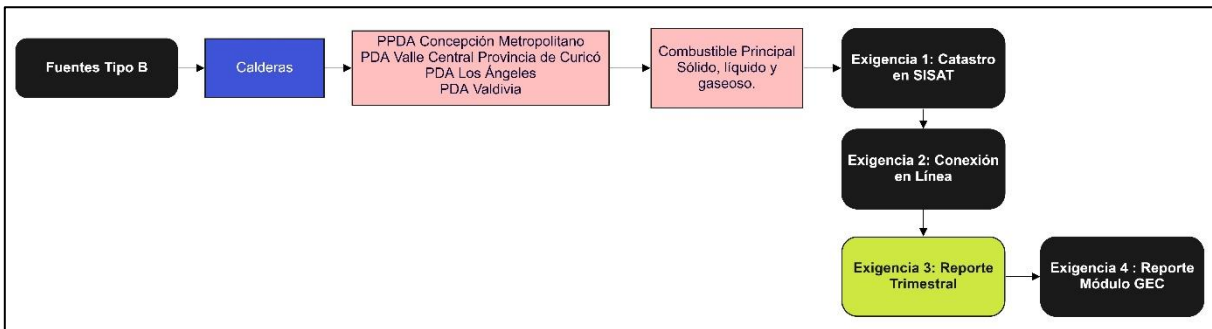 Fuentes Tipo B
Calderas
PPDA Concepción Metropolitano
PDA Valle Central Provincia de Curicó
PDA Los Ángeles
PDA Valdivia
Combustible Principal
Sólido, líquido y
gaseoso.
Exigencia 1: Catastro
en SISAT
Exigencia 2: Conexión
en Línea
Exigencia 3: Reporte
Trimestral
Exigencia 4 : Reporte
Módulo GEC